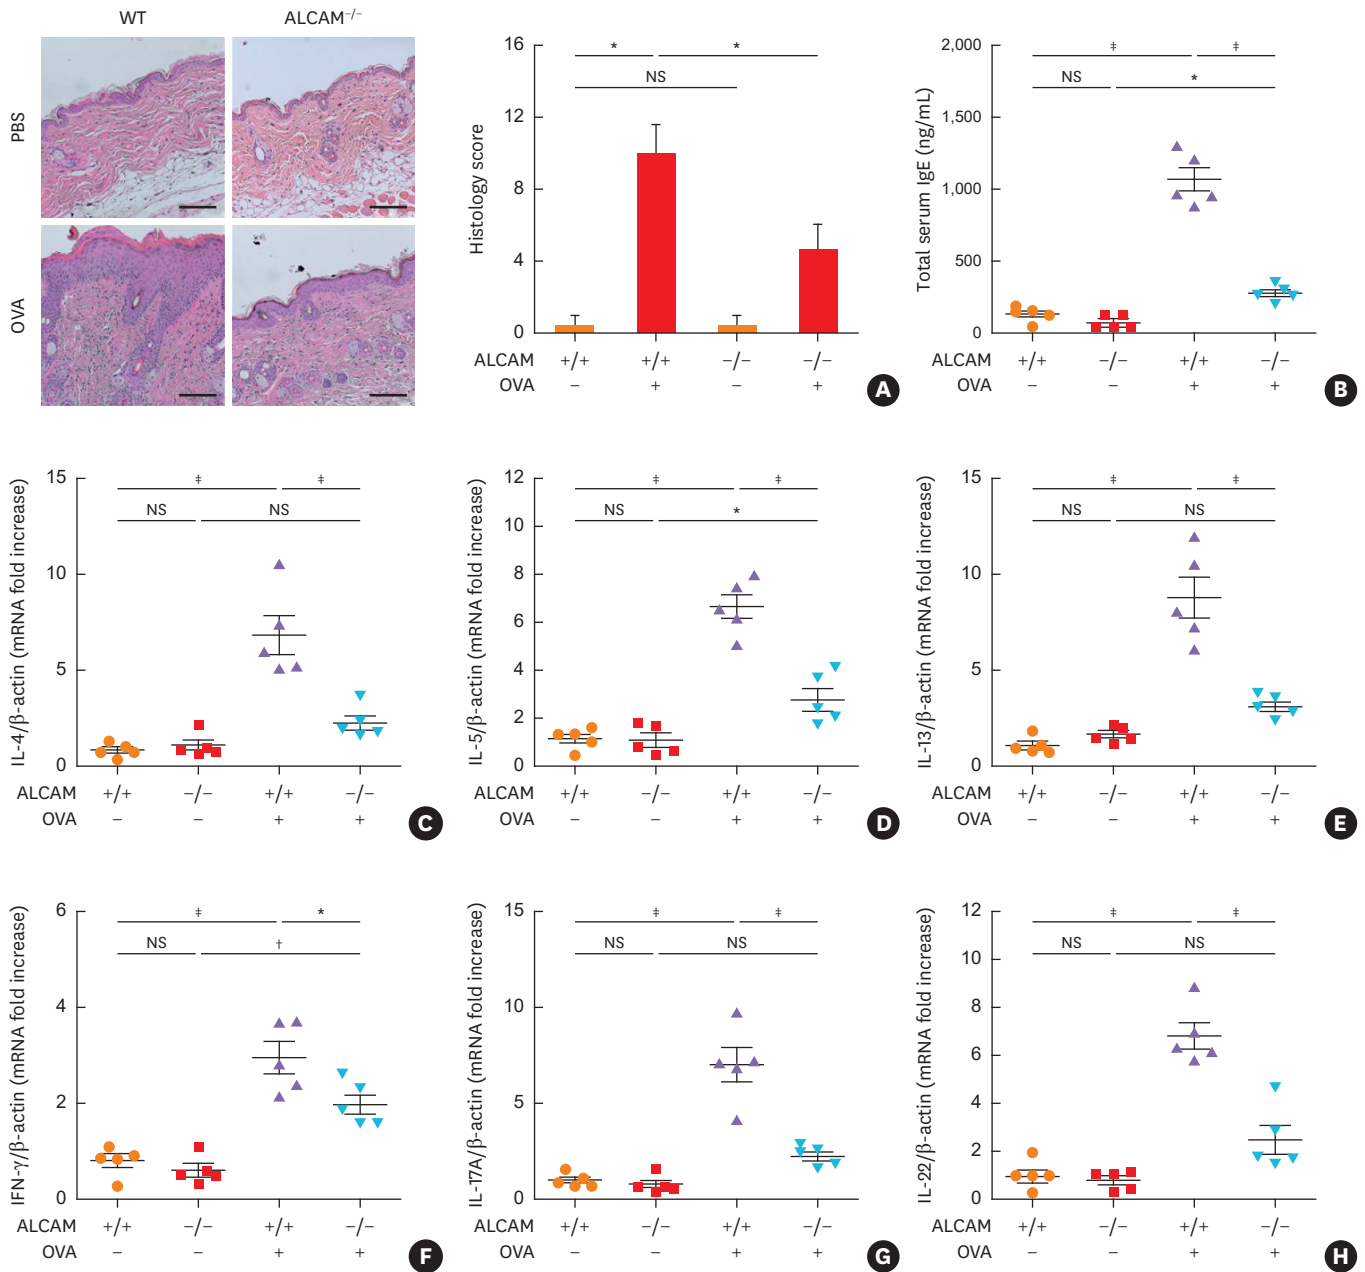 WT
ALCAM−/−
PBS
OVA
Histology score
16
12
8
4
0
* *
NS
ALCAM +/+ +/+ −/− −/−
OVA − + − +
A
Total serum IgE (ng/mL)
2,000
1,500
1,000
500
0
‡ ‡
NS *
ALCAM +/+ −/− +/+ −/−
OVA − − + +
B
IL-4/β-actin (mRNA fold increase)
15
10
5
0
‡ ‡
NS NS
ALCAM +/+ −/− +/+ −/−
OVA − − + +
C
IL-5/β-actin (mRNA fold increase)
12
10
8
6
4
2
0
‡ ‡
NS *
ALCAM +/+ −/− +/+ −/−
OVA − − + +
D
IL-13/β-actin (mRNA fold increase)
15
10
5
0
‡ ‡
NS NS
ALCAM +/+ −/− +/+ −/−
OVA − − + +
E
IFN-γ/β-actin (mRNA fold increase)
6
4
2
0
‡ *
NS †
ALCAM +/+ −/− +/+ −/−
OVA − − + +
F
IL-17A/β-actin (mRNA fold increase)
15
10
5
0
‡ ‡
NS NS
ALCAM +/+ −/− +/+ −/−
OVA − − + +
G
IL-22/β-actin (mRNA fold increase)
12
10
8
6
4
2
0
‡ ‡
NS NS
ALCAM +/+ −/− +/+ −/−
OVA − − + +
H